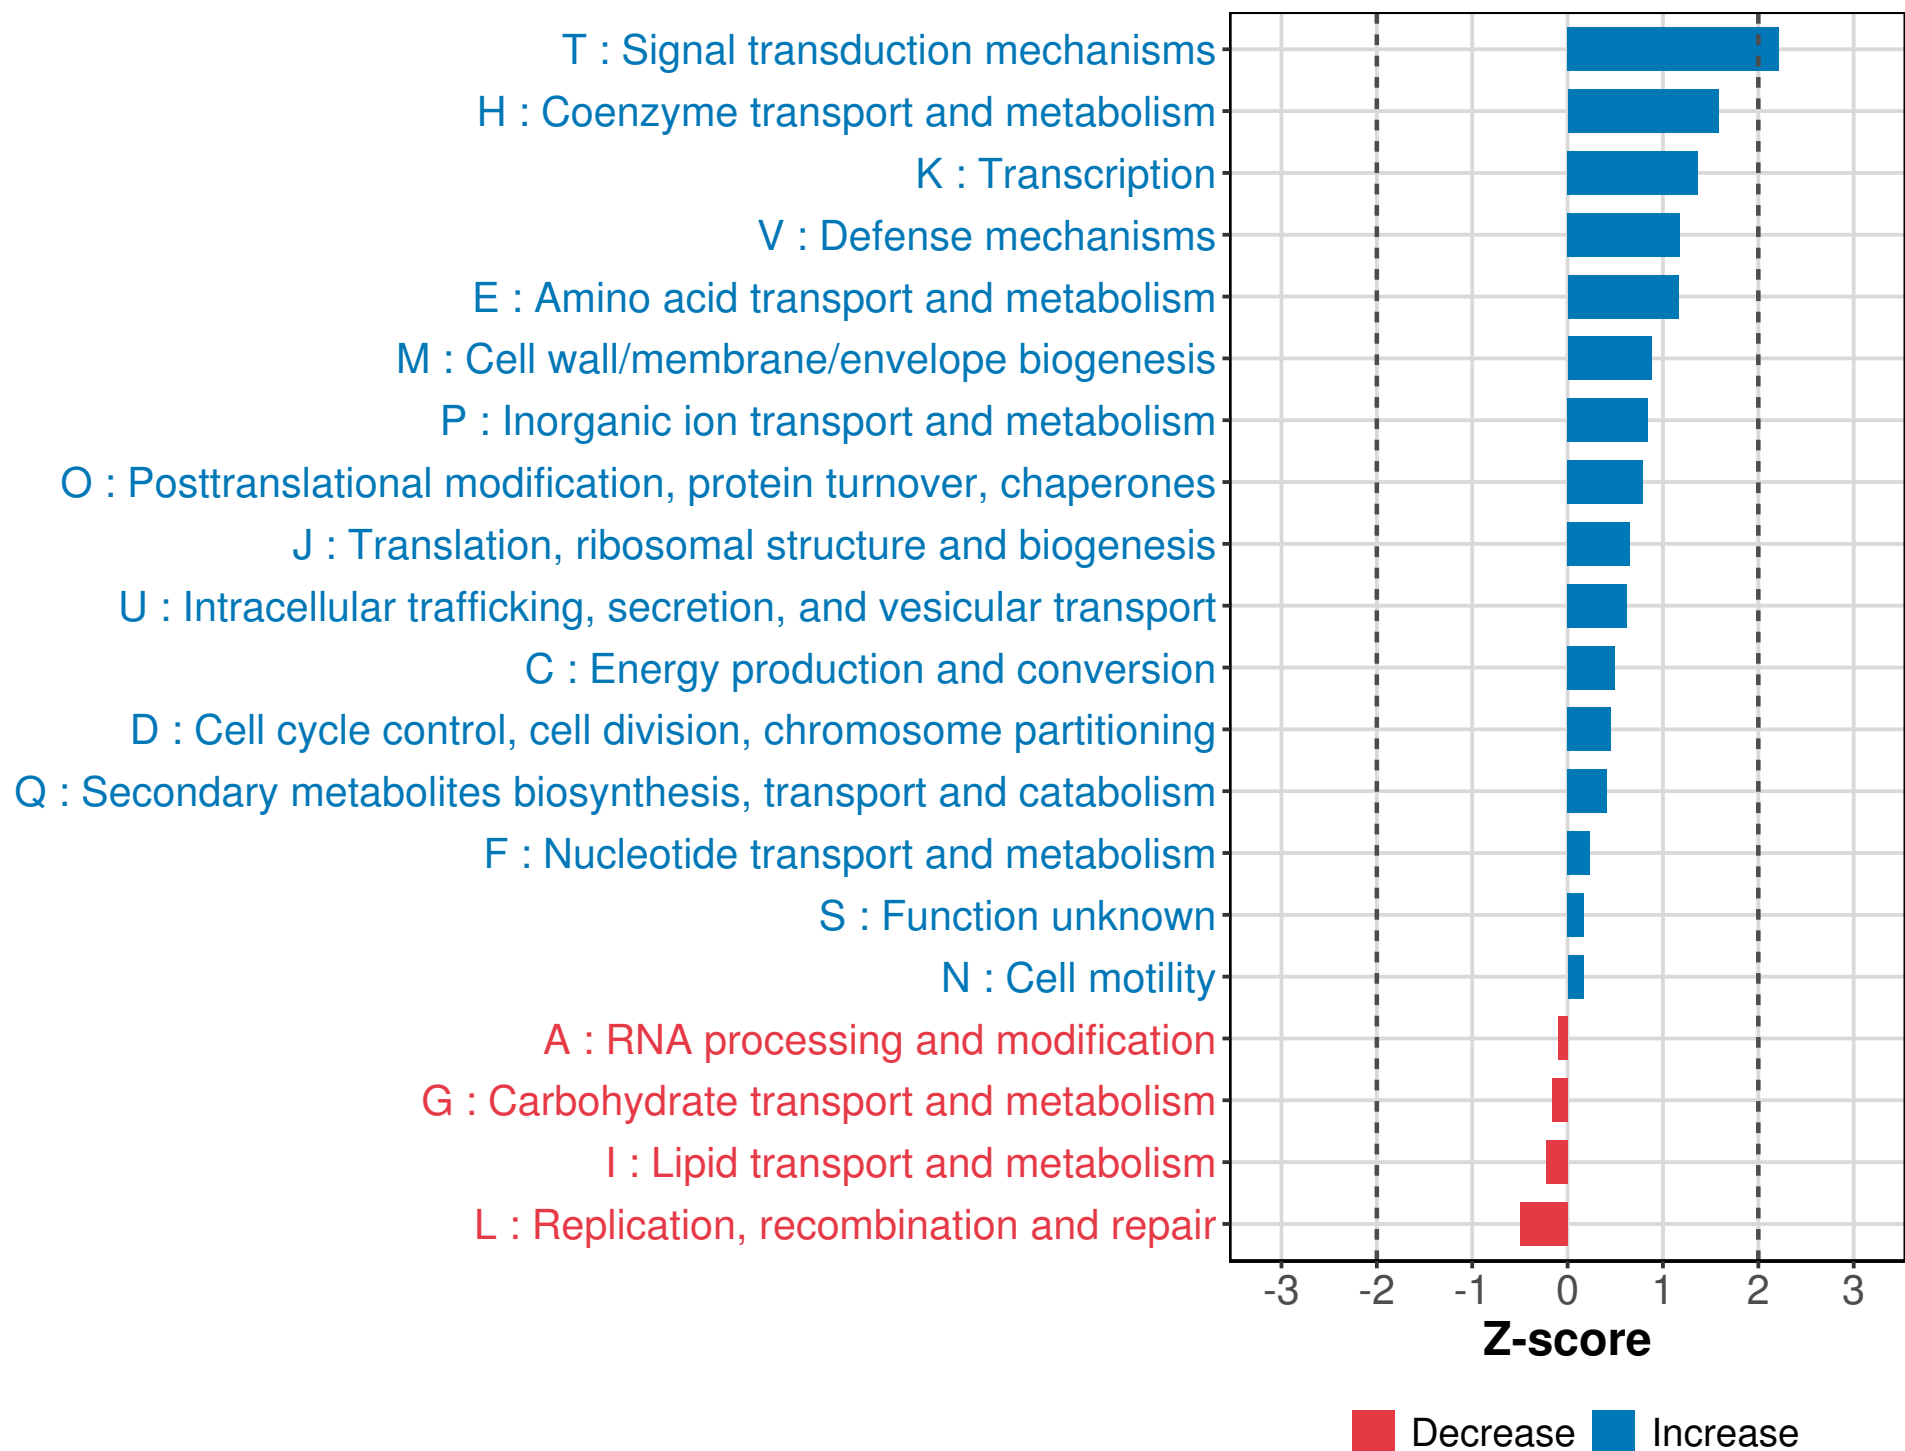 T : Signal transduction mechanisms
H : Coenzyme transport and metabolism
K : Transcription
V : Defense mechanisms
E : Amino acid transport and metabolism
M : Cell wall/membrane/envelope biogenesis
P : Inorganic ion transport and metabolism
O : Posttranslational modification, protein turnover, chaperones
J : Translation, ribosomal structure and biogenesis
U : Intracellular trafficking, secretion, and vesicular transport
C : Energy production and conversion
D : Cell cycle control, cell division, chromosome partitioning
Q : Secondary metabolites biosynthesis, transport and catabolism
F : Nucleotide transport and metabolism
S : Function unknown
N : Cell motility
A : RNA processing and modification
G : Carbohydrate transport and metabolism
I : Lipid transport and metabolism
L : Replication, recombination and repair
-3 -2 -1 0 1 2 3
Z-score
Decrease Increase